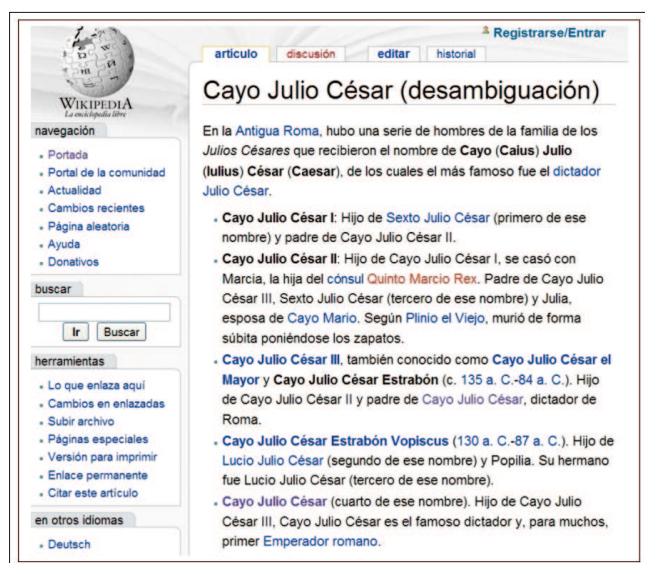 Registrarse/Entrar
artículo discusión editar historial
WIKIPEDIA
La enciclopedia libre
navegación
Portada
Portal de la comunidad
Actualidad
Cambios recientes
Página aleatoria
Ayuda
Donativos
buscar
Ir Buscar
herramientas
Lo que enlaza aquí
Cambios en enlazadas
Subir archivo
Páginas especiales
Versión para imprimir
Enlace permanente
Citar este artículo
en otros idiomas
Deutsch
Cayo Julio César (desambiguación)
En la Antigua Roma, hubo una serie de hombres de la familia de los
Julios Césares que recibieron el nombre de Cayo (Caius) Julio
(Iulius) César (Caesar), de los cuales el más famoso fue el dictador
Julio César.
Cayo Julio César I: Hijo de Sexto Julio César (primero de ese
nombre) y padre de Cayo Julio César II.
Cayo Julio César II: Hijo de Cayo Julio César I, se casó con
Marcia, la hija del cónsul Quinto Marcio Rex. Padre de Cayo Julio
César III, Sexto Julio César (tercero de ese nombre) y Julia,
esposa de Cayo Mario. Según Plinio el Viejo, murió de forma
súbita poniéndose los zapatos.
Cayo Julio César III, también conocido como Cayo Julio César el
Mayor y Cayo Julio César Estrabón (c. 135 a. C.-84 a. C.). Hijo
de Cayo Julio César II y padre de Cayo Julio César, dictador de
Roma.
Cayo Julio César Estrabón Vopiscus (130 a. C.-87 a. C.). Hijo de
Lucio Julio César (segundo de ese nombre) y Popilia. Su hermano
fue Lucio Julio César (tercero de ese nombre).
Cayo Julio César (cuarto de ese nombre). Hijo de Cayo Julio
César III, Cayo Julio César es el famoso dictador y, para muchos,
primer Emperador romano.